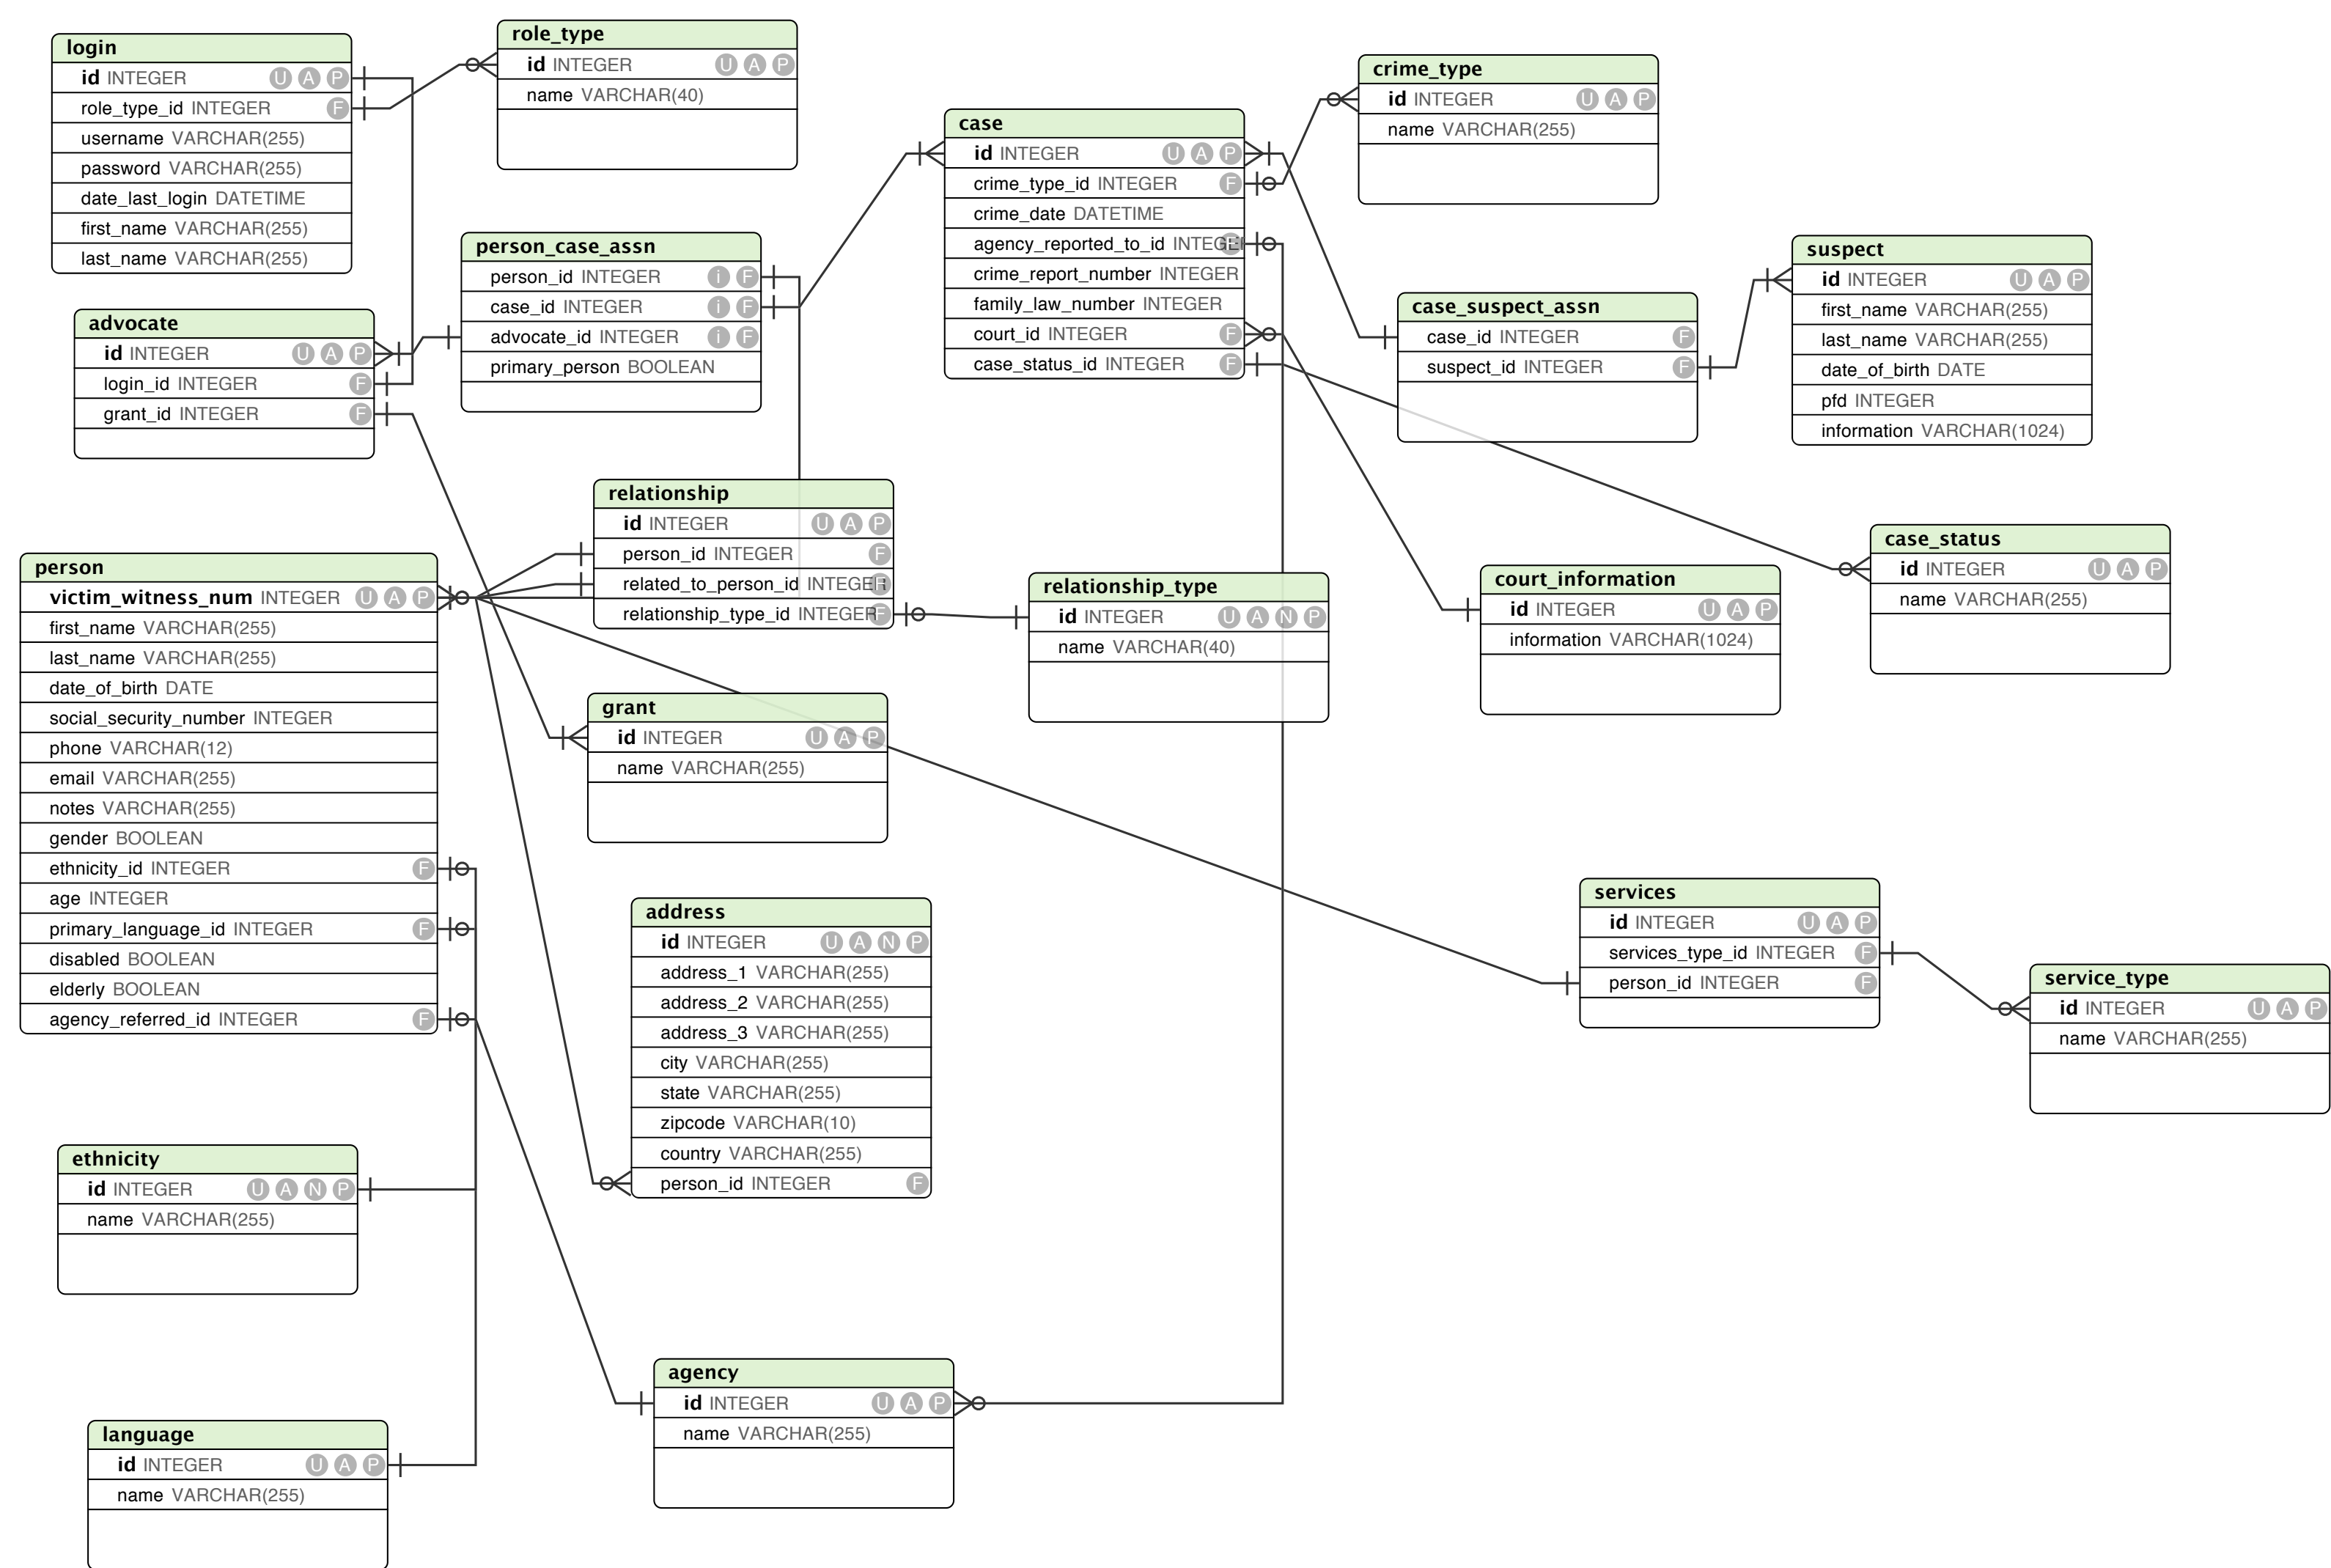 login
id INTEGER U A P
role_type_id INTEGER F
username VARCHAR(255)
password VARCHAR(255)
date_last_login DATETIME
first_name VARCHAR(255)
last_name VARCHAR(255)
role_type
id INTEGER U A P
name VARCHAR(40)
crime_type
id INTEGER U A P
name VARCHAR(255)
case
id INTEGER U A P
crime_type_id INTEGER F
crime_date DATETIME
agency_reported_to_id INTEGER F
crime_report_number INTEGER
family_law_number INTEGER
court_id INTEGER F
case_status_id INTEGER F
person_case_assn
person_id INTEGER i F
case_id INTEGER i F
advocate_id INTEGER i F
primary_person BOOLEAN
suspect
id INTEGER U A P
first_name VARCHAR(255)
last_name VARCHAR(255)
date_of_birth DATE
pfd INTEGER
information VARCHAR(1024)
case_suspect_assn
case_id INTEGER F
suspect_id INTEGER F
advocate
id INTEGER U A P
login_id INTEGER F
grant_id INTEGER F
relationship
id INTEGER U A P
person_id INTEGER F
related_to_person_id INTEGER F
relationship_type_id INTEGER F
case_status
id INTEGER U A P
name VARCHAR(255)
person
victim_witness_num INTEGER U A P
first_name VARCHAR(255)
last_name VARCHAR(255)
date_of_birth DATE
social_security_number INTEGER
phone VARCHAR(12)
email VARCHAR(255)
notes VARCHAR(255)
gender BOOLEAN
ethnicity_id INTEGER F
age INTEGER
primary_language_id INTEGER F
disabled BOOLEAN
elderly BOOLEAN
agency_referred_id INTEGER F
relationship_type
id INTEGER U A N P
name VARCHAR(40)
court_information
id INTEGER U A P
information VARCHAR(1024)
grant
id INTEGER U A P
name VARCHAR(255)
services
id INTEGER U A P
services_type_id INTEGER F
person_id INTEGER F
address
id INTEGER U A N P
address_1 VARCHAR(255)
address_2 VARCHAR(255)
address_3 VARCHAR(255)
city VARCHAR(255)
state VARCHAR(255)
zipcode VARCHAR(10)
country VARCHAR(255)
person_id INTEGER F
service_type
id INTEGER U A P
name VARCHAR(255)
ethnicity
id INTEGER U A N P
name VARCHAR(255)
agency
id INTEGER U A P
name VARCHAR(255)
language
id INTEGER U A P
name VARCHAR(255)